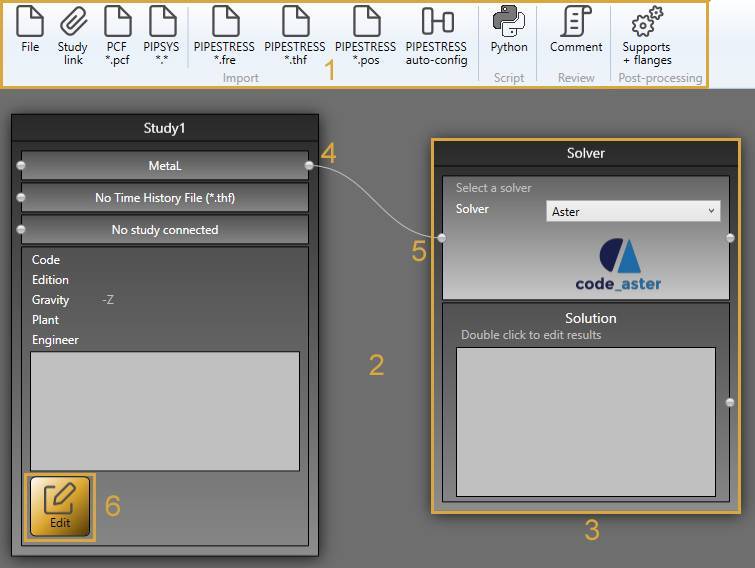 File
Study
link
PCF
*.pcf
PIPSYS
*.*
PIPESTRESS
*.fre
PIPESTRESS
*.thf
PIPESTRESS
*.pos
PIPESTRESS
auto-config
Python
Comment
Supports
+ flanges
Import
1
Script
Review
Post-processing
Study1
MetaL
4
No Time History File (*.thf)
No study connected
Code
Edition
Gravity -Z
Plant
Engineer
Edit
6
2
Solver
Select a solver
Solver Aster
5
code_aster
Solution
Double click to edit results
3